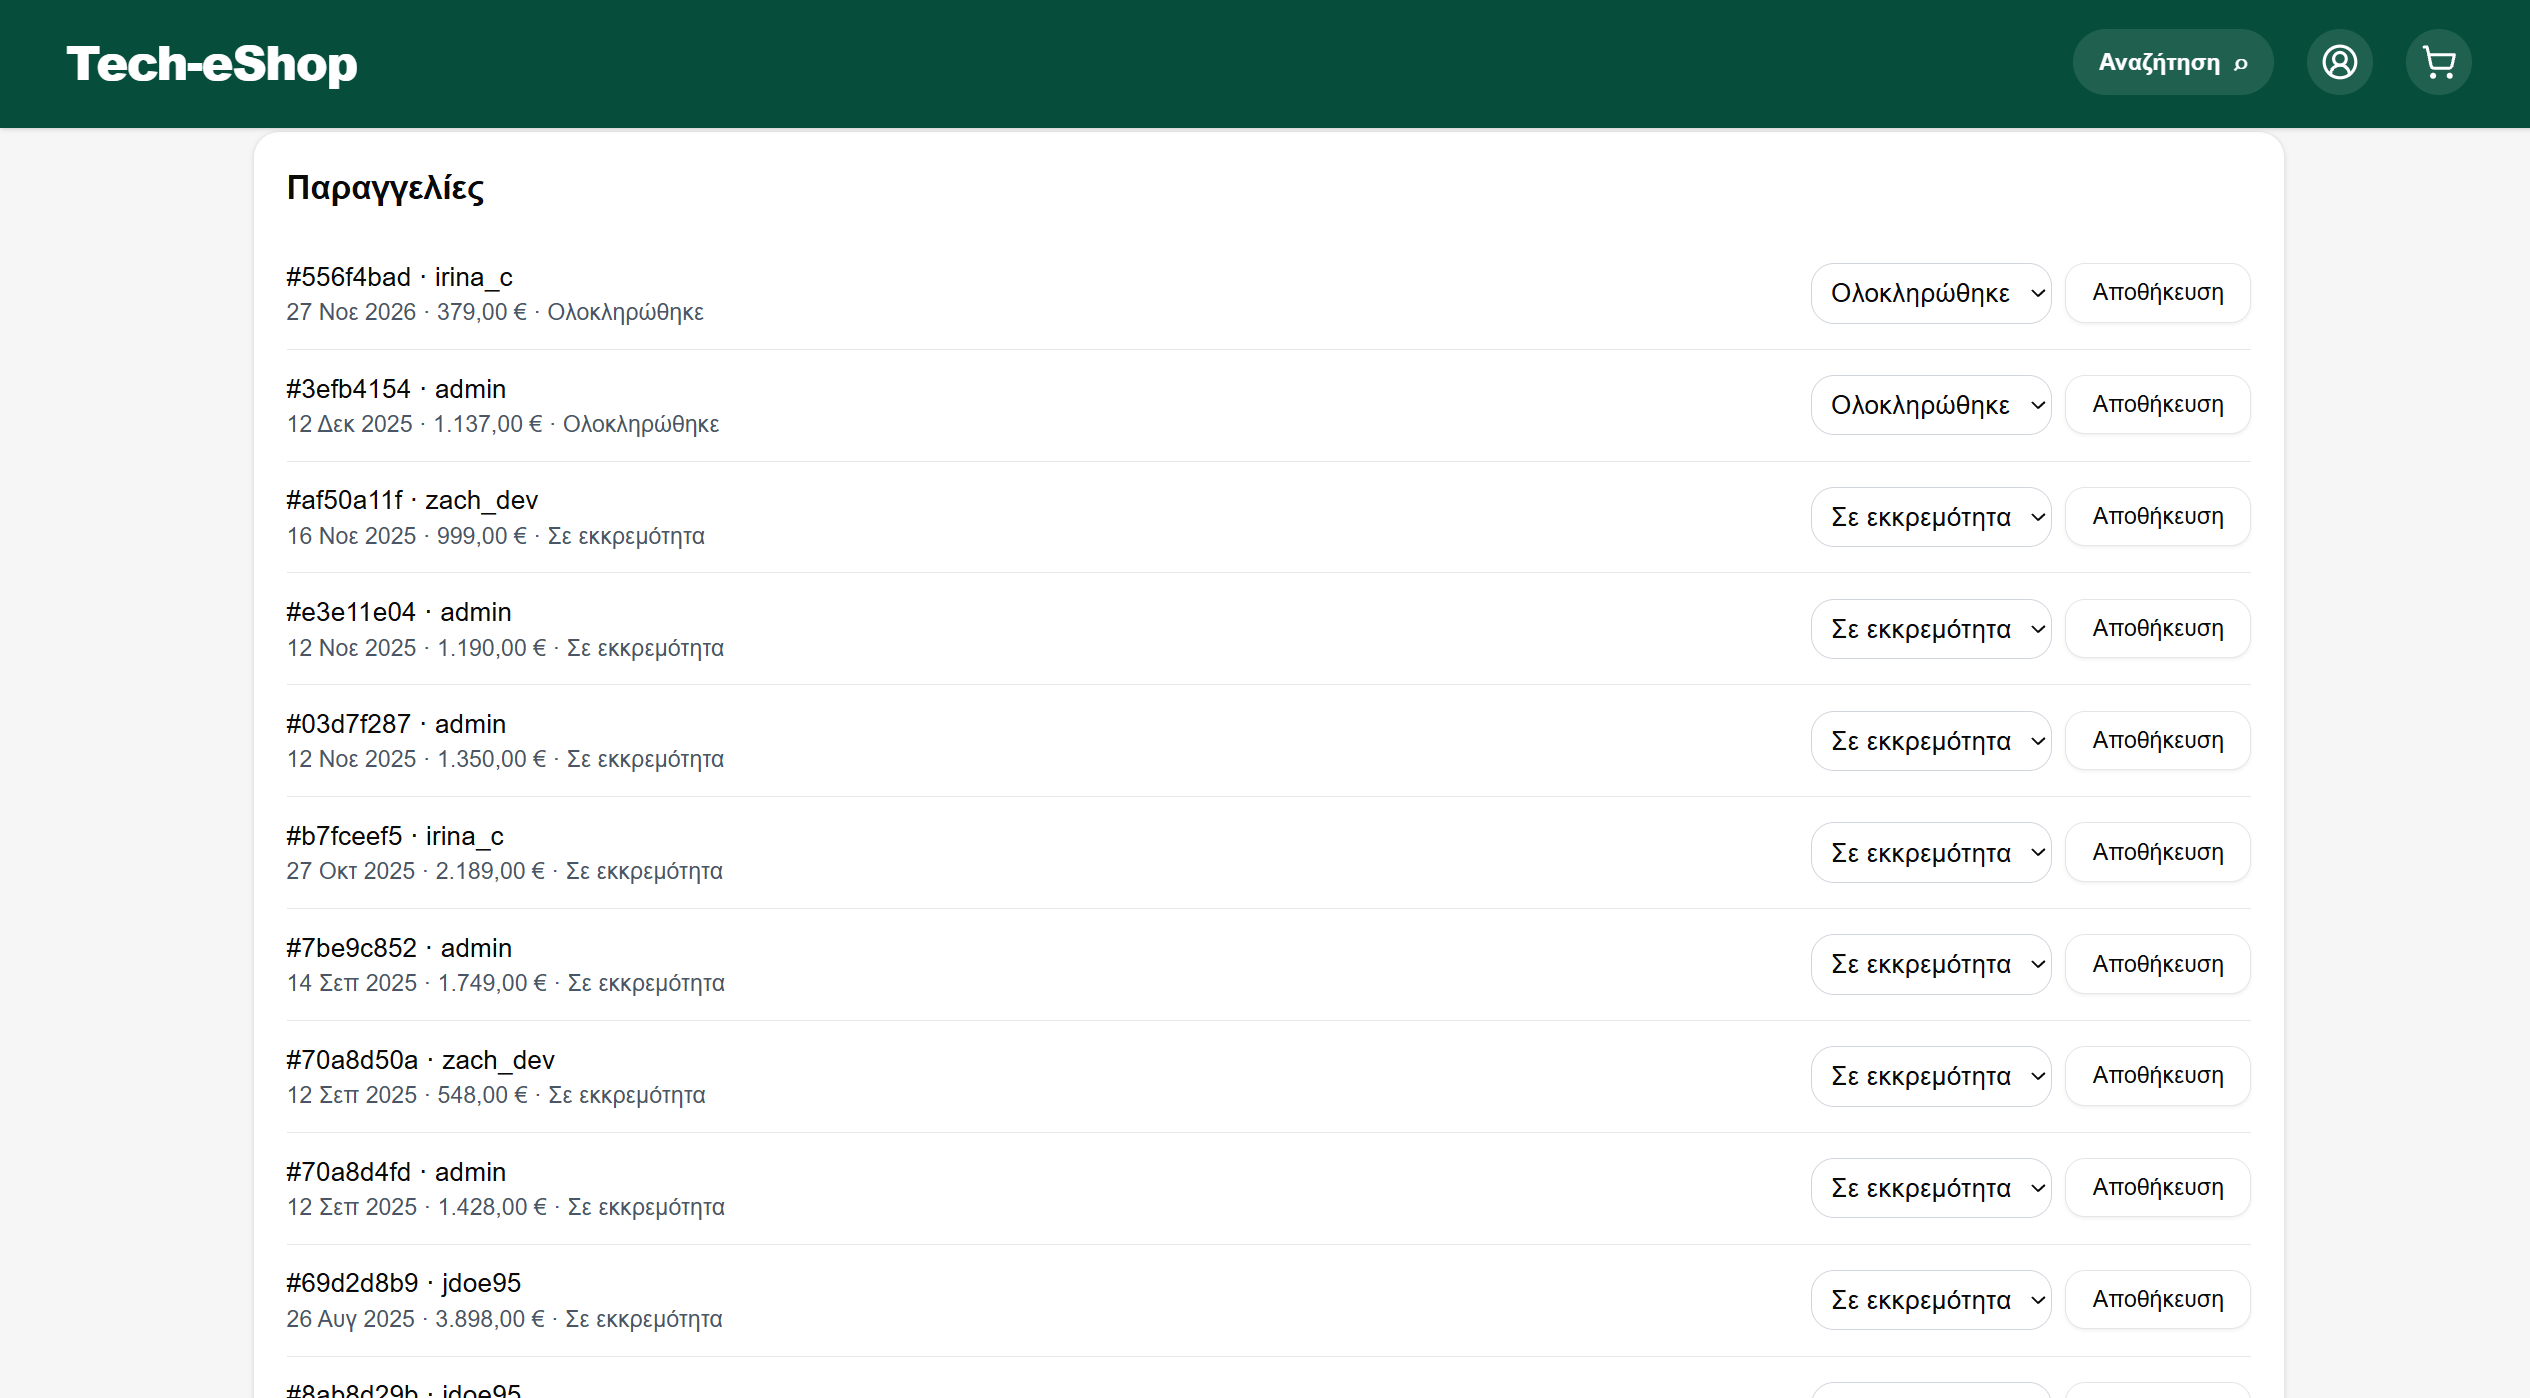 Tech-eShop
Αναζήτηση
Παραγγελίες
#556f4bad · irina_c
27 Νοε 2026 · 379,00 € · Ολοκληρώθηκε
Ολοκληρώθηκε
Αποθήκευση
#3efb4154 · admin
12 Δεκ 2025 · 1.137,00 € · Ολοκληρώθηκε
Ολοκληρώθηκε
Αποθήκευση
#af50a11f · zach_dev
16 Νοε 2025 · 999,00 € · Σε εκκρεμότητα
Σε εκκρεμότητα
Αποθήκευση
#e3e11e04 · admin
12 Νοε 2025 · 1.190,00 € · Σε εκκρεμότητα
Σε εκκρεμότητα
Αποθήκευση
#03d7f287 · admin
12 Νοε 2025 · 1.350,00 € · Σε εκκρεμότητα
Σε εκκρεμότητα
Αποθήκευση
#b7fceef5 · irina_c
27 Οκτ 2025 · 2.189,00 € · Σε εκκρεμότητα
Σε εκκρεμότητα
Αποθήκευση
#7be9c852 · admin
14 Σεπ 2025 · 1.749,00 € · Σε εκκρεμότητα
Σε εκκρεμότητα
Αποθήκευση
#70a8d50a · zach_dev
12 Σεπ 2025 · 548,00 € · Σε εκκρεμότητα
Σε εκκρεμότητα
Αποθήκευση
#70a8d4fd · admin
12 Σεπ 2025 · 1.428,00 € · Σε εκκρεμότητα
Σε εκκρεμότητα
Αποθήκευση
#69d2d8b9 · jdoe95
26 Αυγ 2025 · 3.898,00 € · Σε εκκρεμότητα
Σε εκκρεμότητα
Αποθήκευση
#8ab8d29b · jdoe95